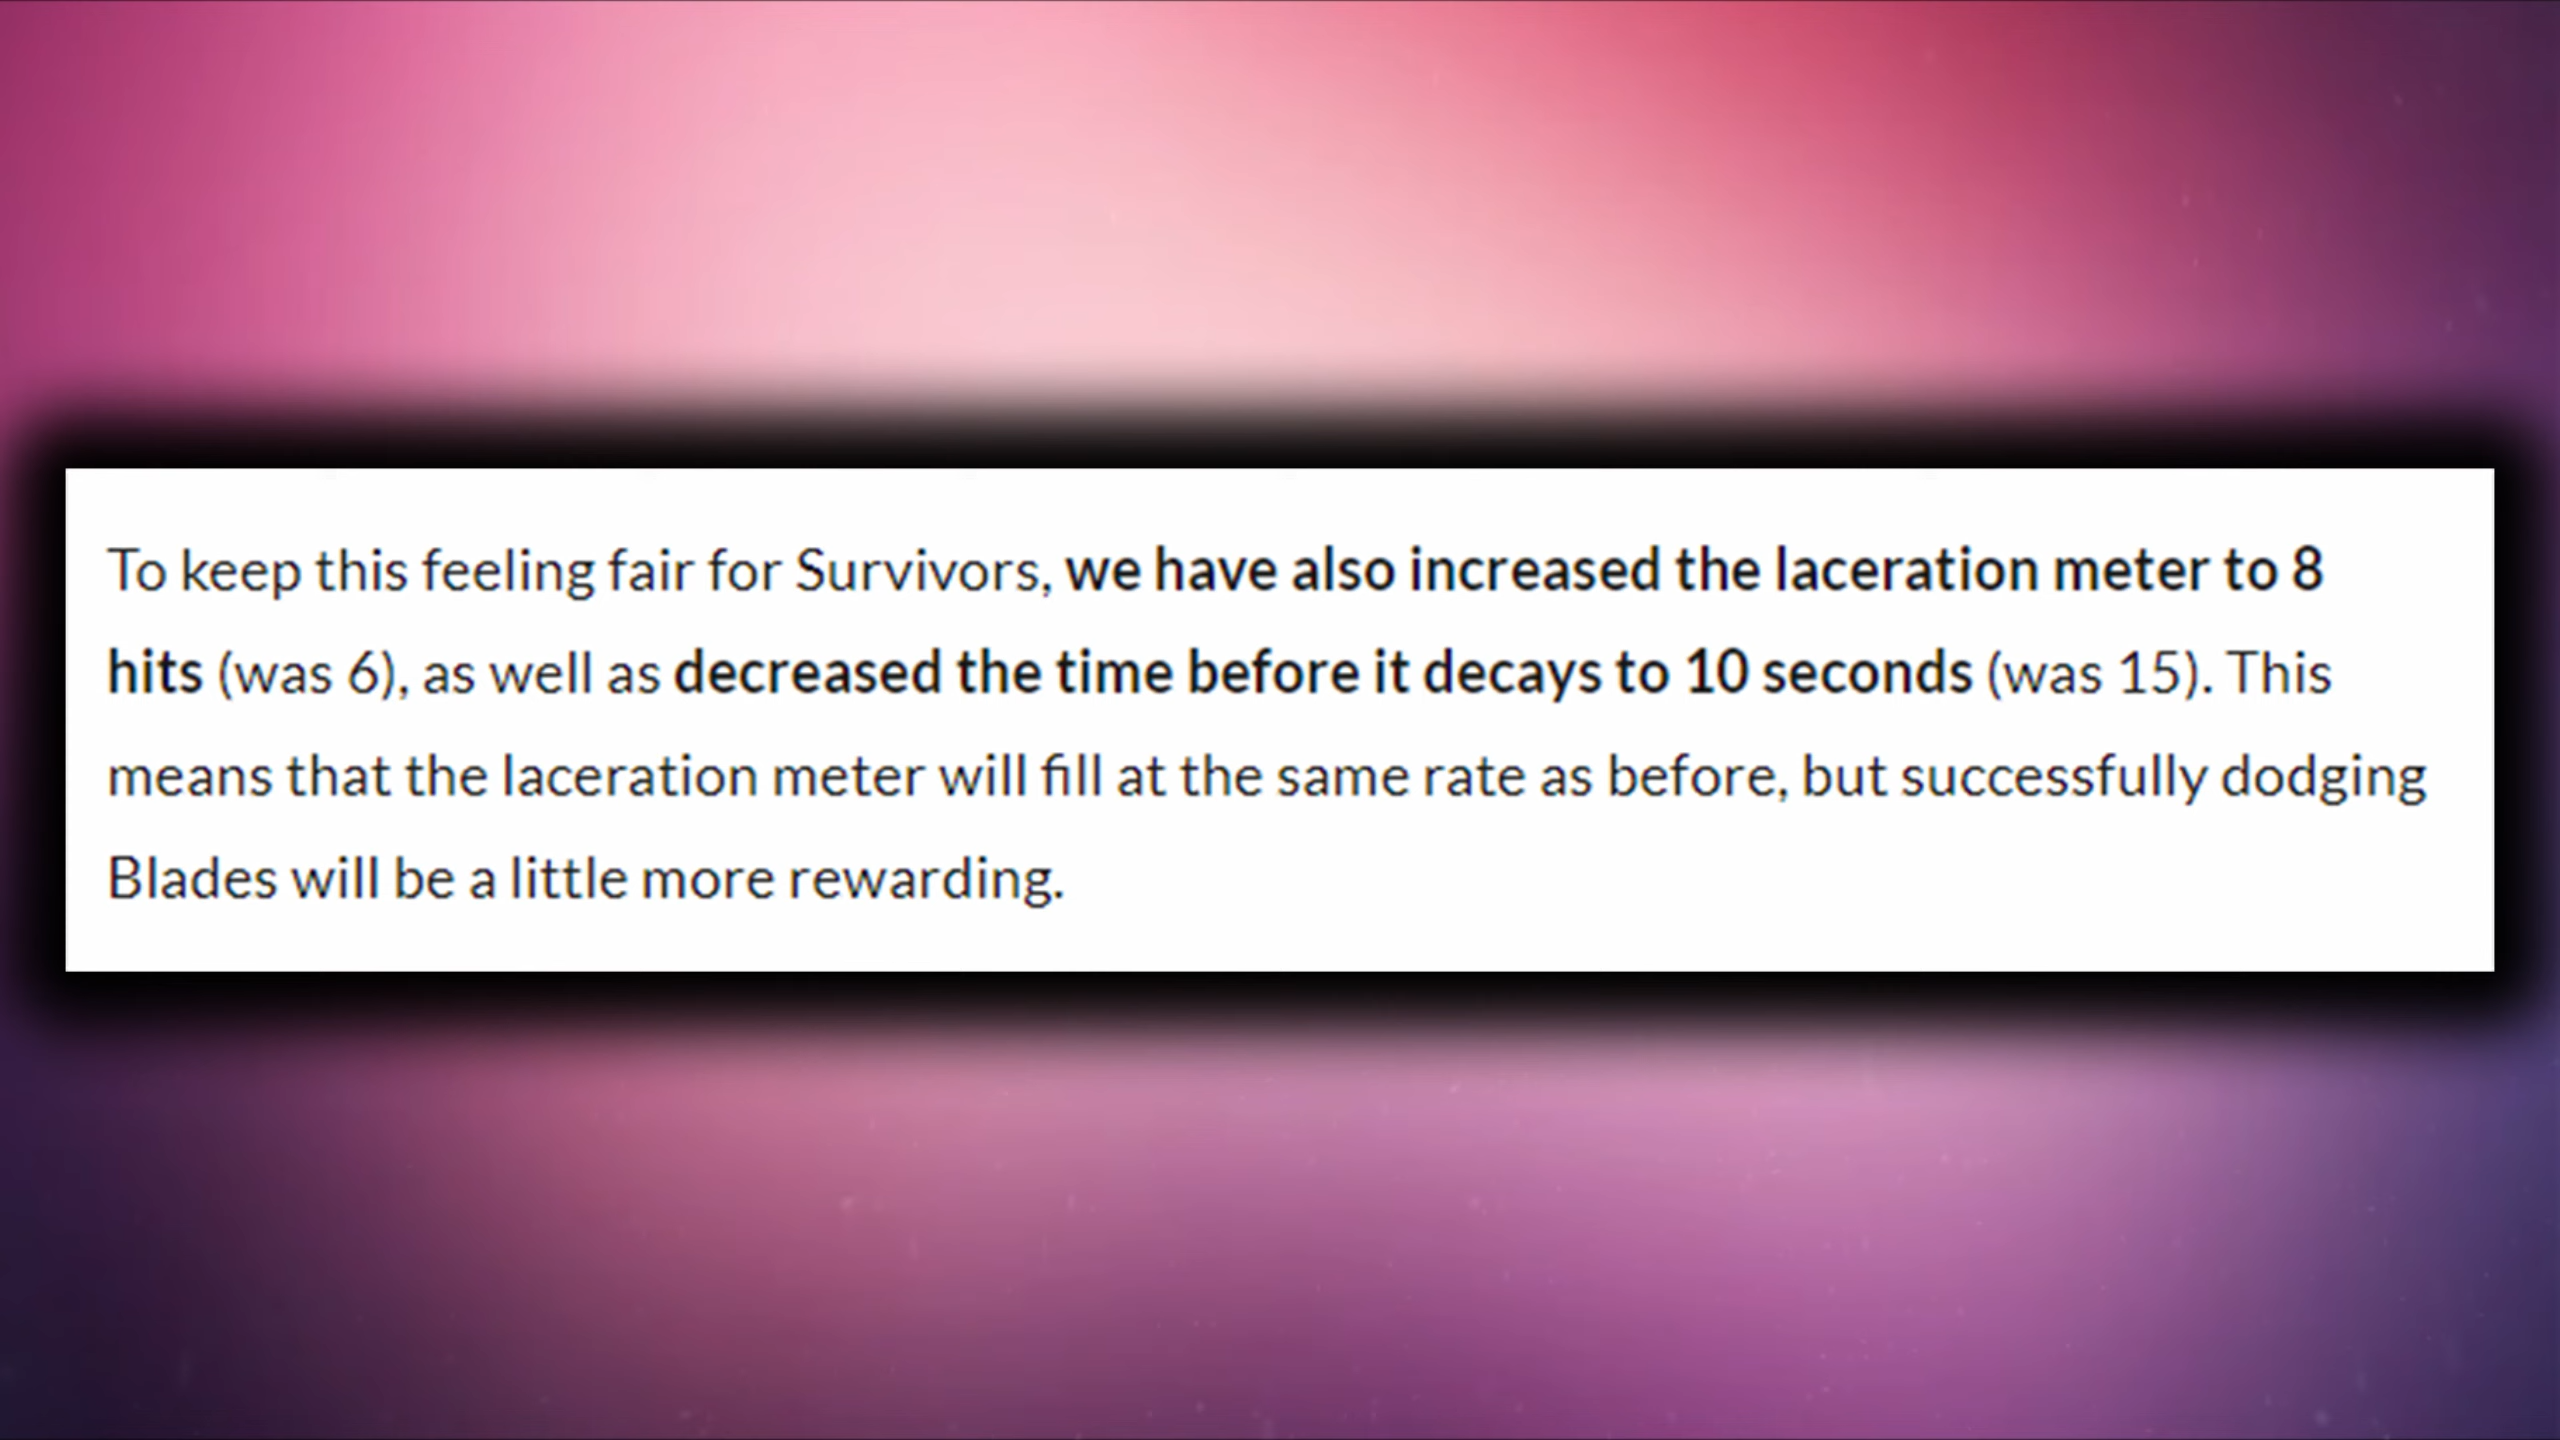 To keep this feeling fair for Survivors, we have also increased the laceration meter to 8
hits (was 6), as well as decreased the time before it decays to 10 seconds (was 15). This
means that the laceration meter will fill at the same rate as before, but successfully dodging
Blades will be a little more rewarding.